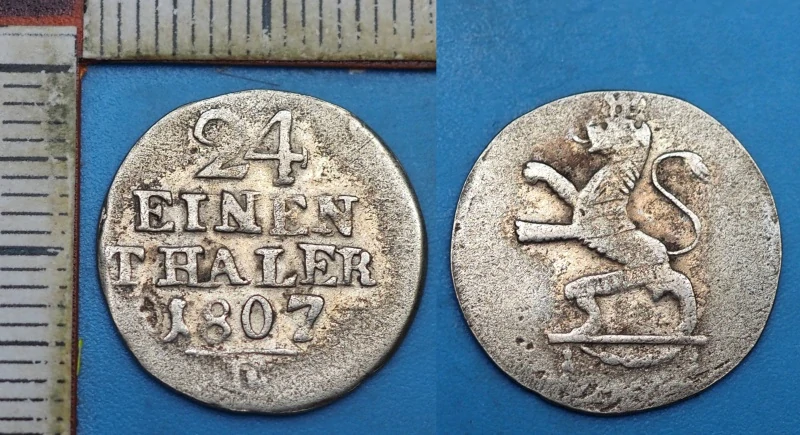 24
EINEN
THALER
1807